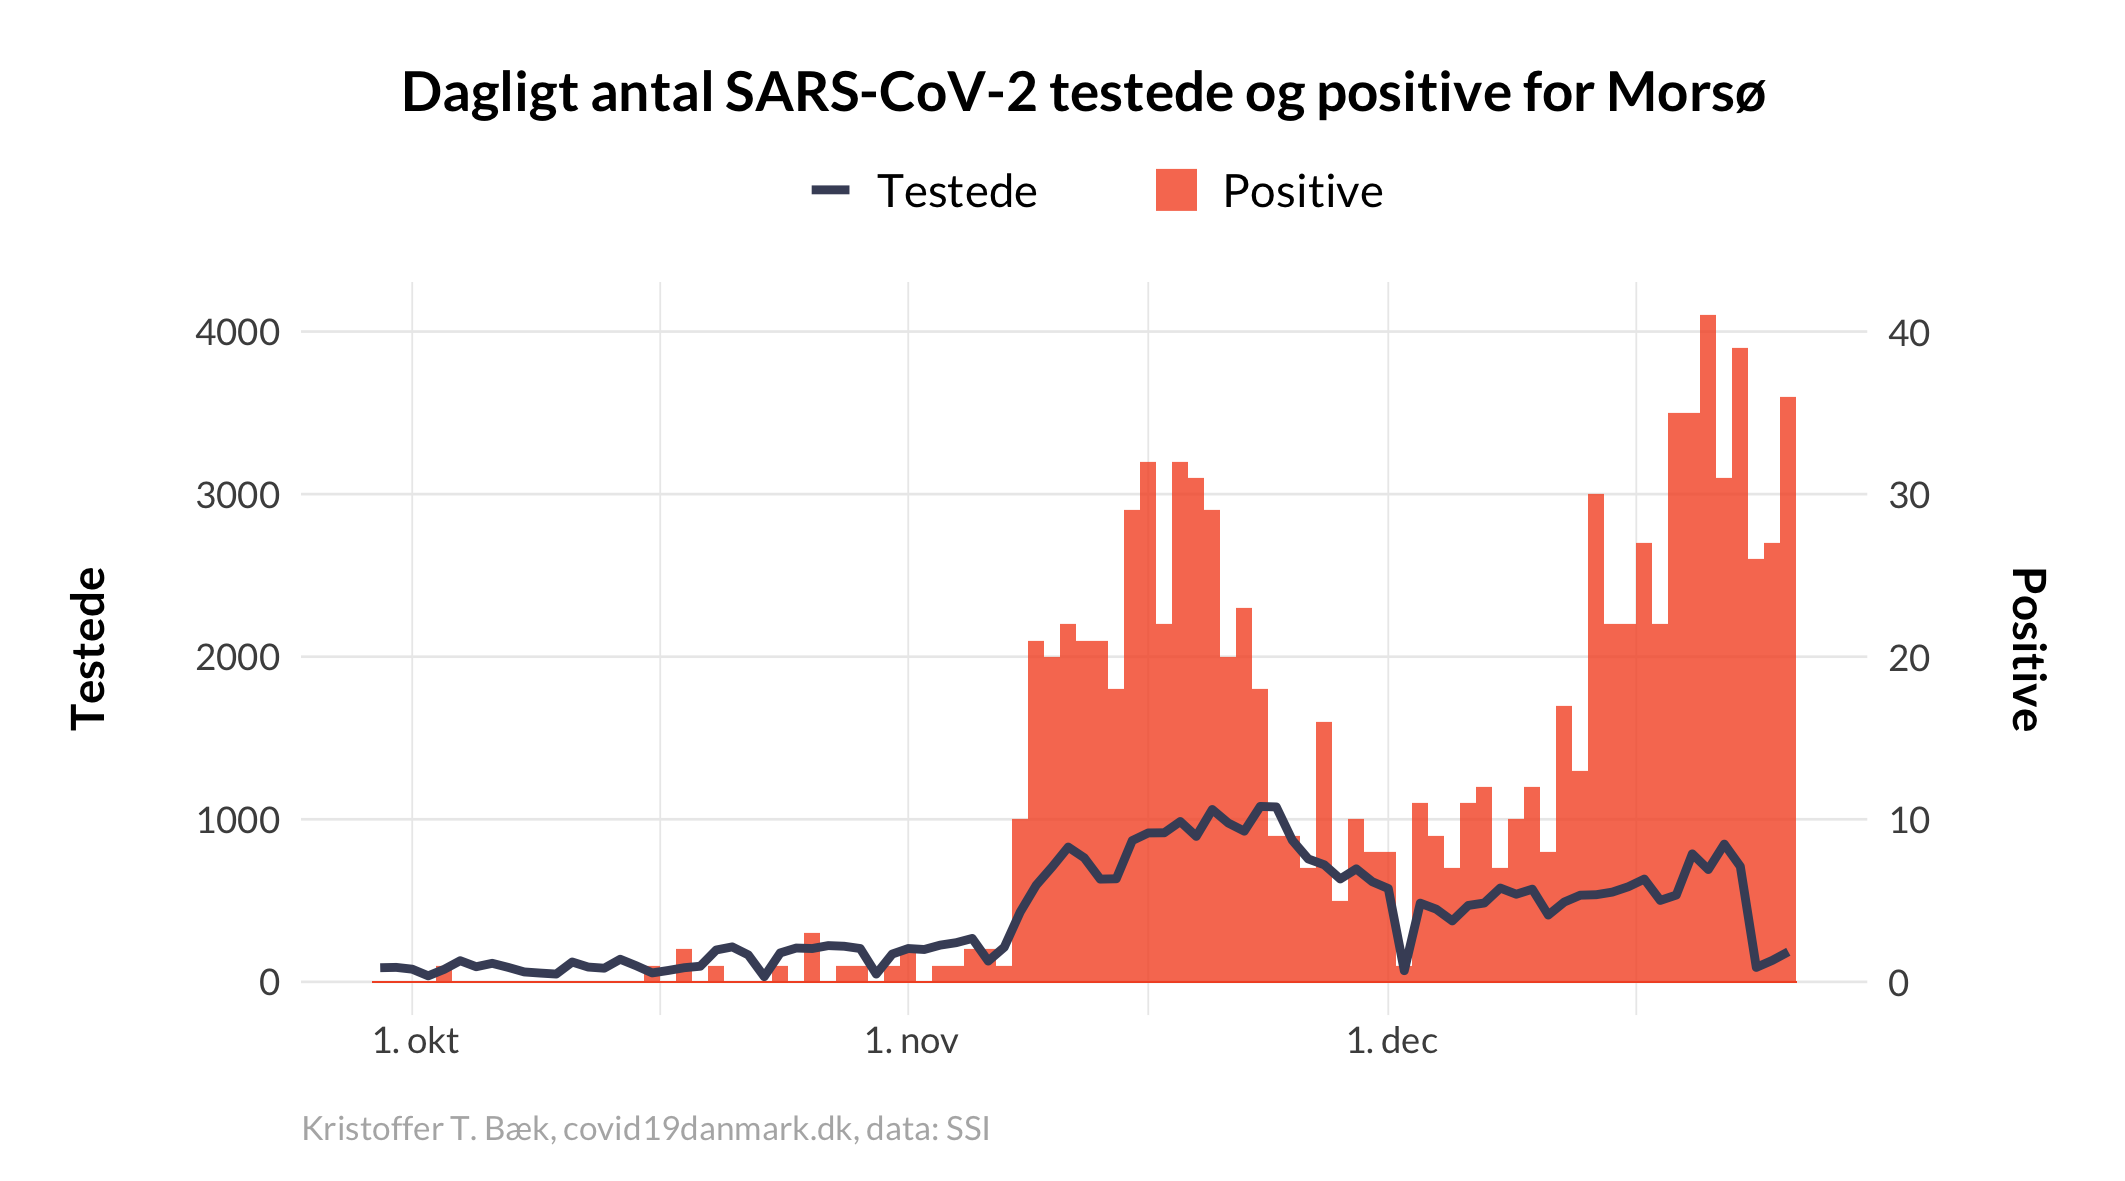 Dagligt antal SARS-CoV-2 testede og positive for Morsø
Testede
Positive
4000
3000
2000
1000
0
40
30
20
10
0
Testede
Positive
1. okt
1. nov
1. dec
Kristoffer T. Bæk, covid19danmark.dk, data: SSI